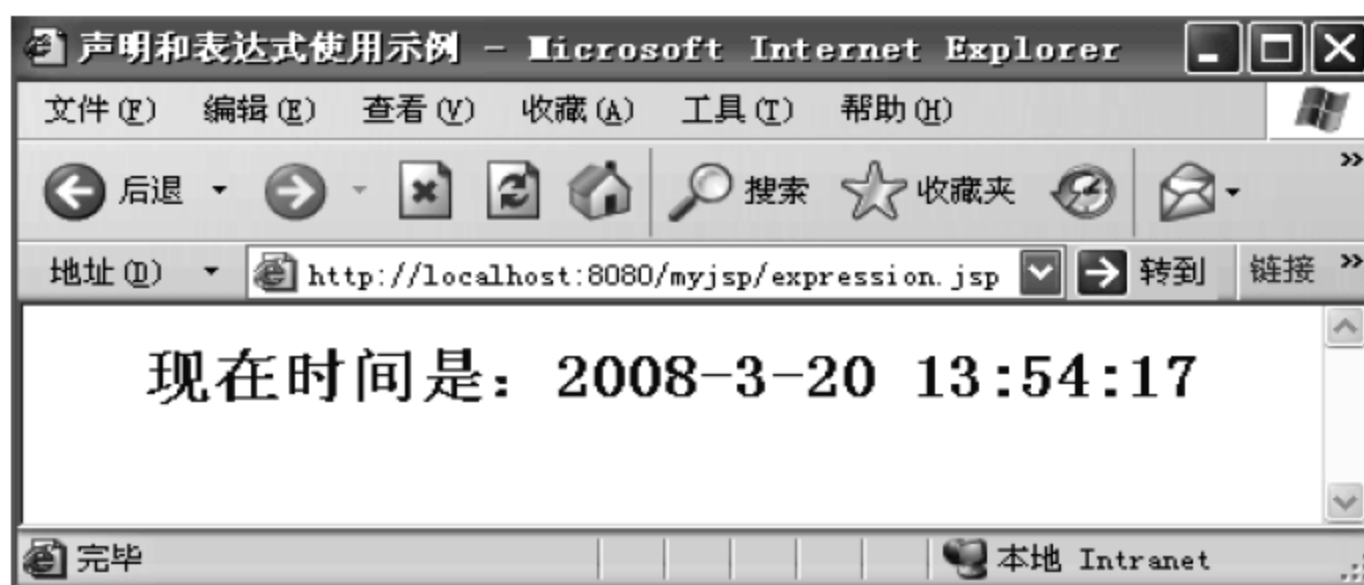 声明和表达式使用示例 - Microsoft Internet Explorer
文件(F) 编辑(E) 查看(V) 收藏(A) 工具(T) 帮助(H)
后退 搜索 收藏夹 »
地址(D) http://localhost:8080/myjsp/expression.jsp 转到 链接 »
现在时间是：2008-3-20 13:54:17
完毕 本地 Intranet